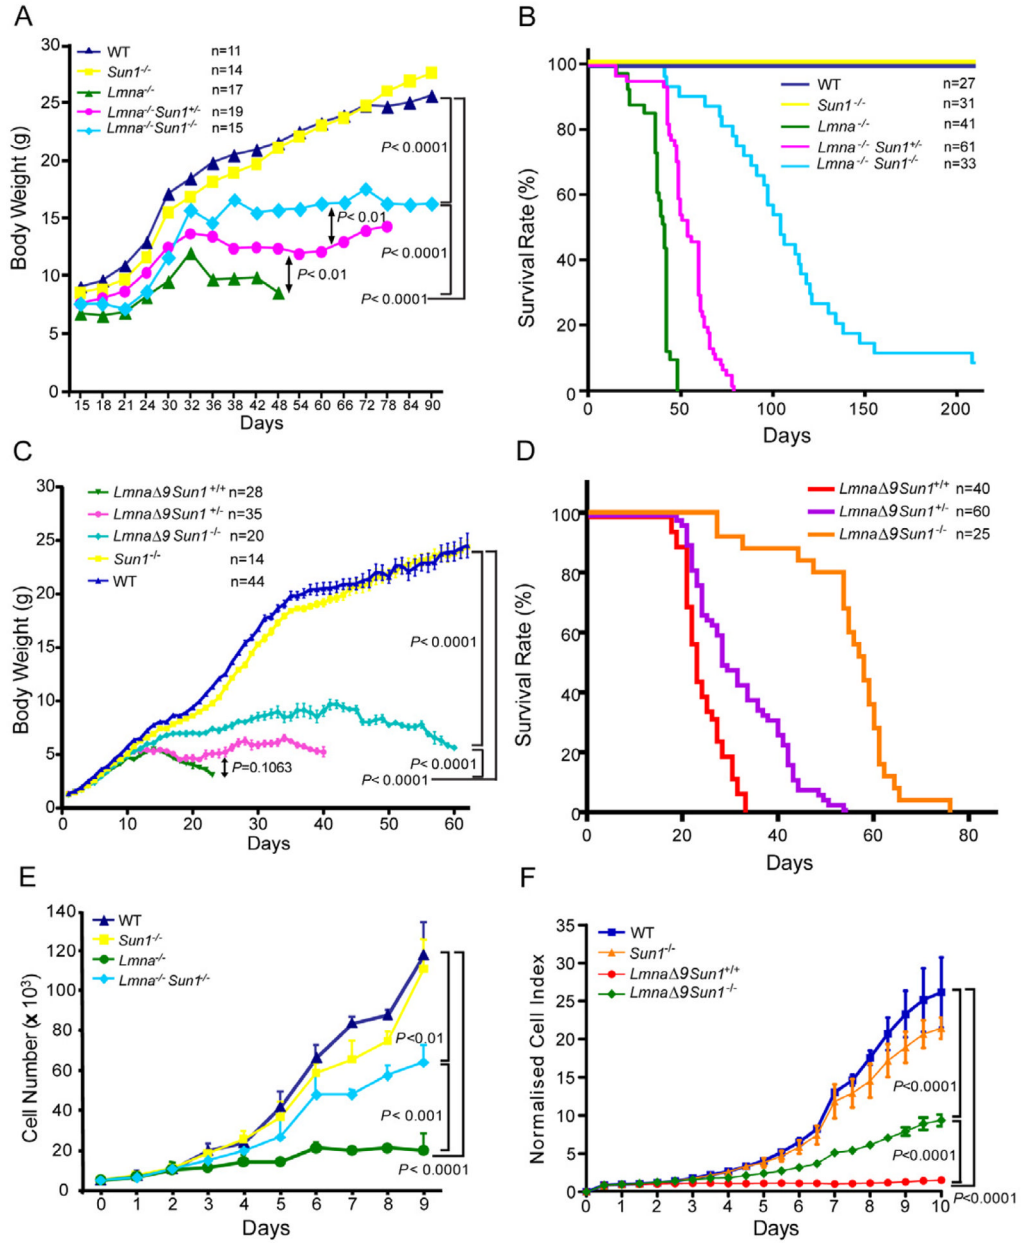 A
30
25
20
15
10
5
0
Body Weight (g)
WT n=11
Sun1-/- n=14
Lmna-/- n=17
Lmna-/-Sun1+/- n=19
Lmna-/-Sun1-/- n=15
P< 0.0001
P< 0.01
P< 0.01
P< 0.0001
P< 0.0001
15 18 21 24 30 32 36 38 42 48 54 60 66 72 78 84 90
Days
B
100
80
60
40
20
0
Survival Rate (%)
WT n=27
Sun1-/- n=31
Lmna-/- n=41
Lmna-/- Sun1+/- n=61
Lmna-/- Sun1-/- n=33
0 50 100 150 200
Days
C
30
25
20
15
10
5
0
Body Weight (g)
LmnaΔ9Sun1+/+ n=28
LmnaΔ9Sun1+/- n=35
LmnaΔ9 Sun1-/- n=20
Sun1-/- n=14
WT n=44
P< 0.0001
P=0.1063
P< 0.0001
P< 0.0001
0 10 20 30 40 50 60
Days
D
100
80
60
40
20
0
Survival Rate (%)
LmnaΔ9Sun1+/+ n=40
LmnaΔ9Sun1+/- n=60
LmnaΔ9Sun1-/- n=25
0 20 40 60 80
Days
E
140
120
100
80
60
40
20
0
Cell Number (x 10³)
WT
Sun1-/-
Lmna-/-
Lmna-/-Sun1-/-
P<0.01
P< 0.001
P< 0.0001
0 1 2 3 4 5 6 7 8 9
Days
F
35
30
25
20
15
10
5
0
Normalised Cell Index
WT
Sun1-/-
LmnaΔ9Sun1+/+
LmnaΔ9Sun1-/-
P<0.0001
P<0.0001
P<0.0001
0 1 2 3 4 5 6 7 8 9 10
Days